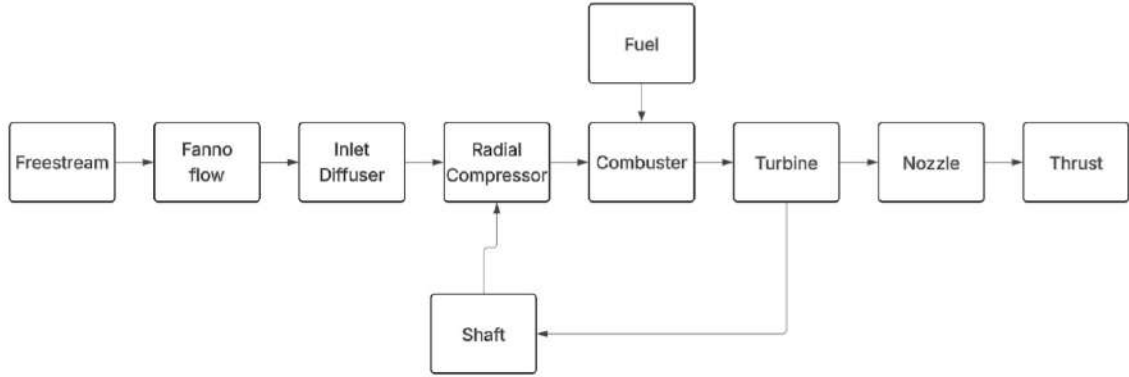 Fuel
Freestream
Fanno
flow
Inlet
Diffuser
Radial
Compressor
Combuster
Turbine
Nozzle
Thrust
Shaft